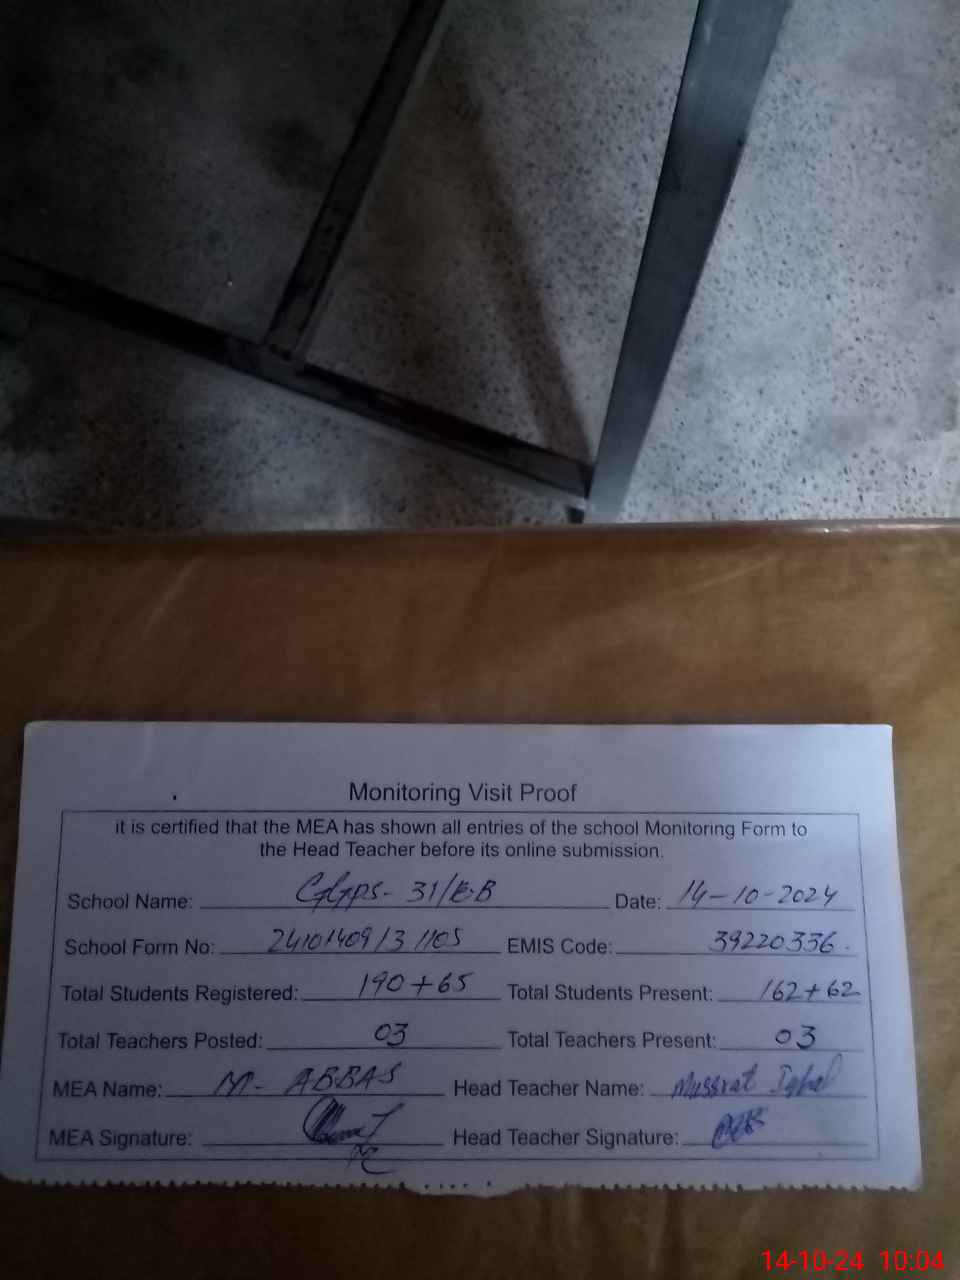 Monitoring Visit Proof
it is certified that the MEA has shown all entries of the school Monitoring Form to
the Head Teacher before its online submission.
School Name: GGPS- 31/E.B Date: 14-10-2024
School Form No: 24101409131105 EMIS Code: 39220336.
Total Students Registered: 190+65 Total Students Present: 162+62
Total Teachers Posted: 03 Total Teachers Present: 03
MEA Name: M- ABBAS Head Teacher Name: Mussrat Iqbal
MEA Signature: Head Teacher Signature:
14-10-24 10:04